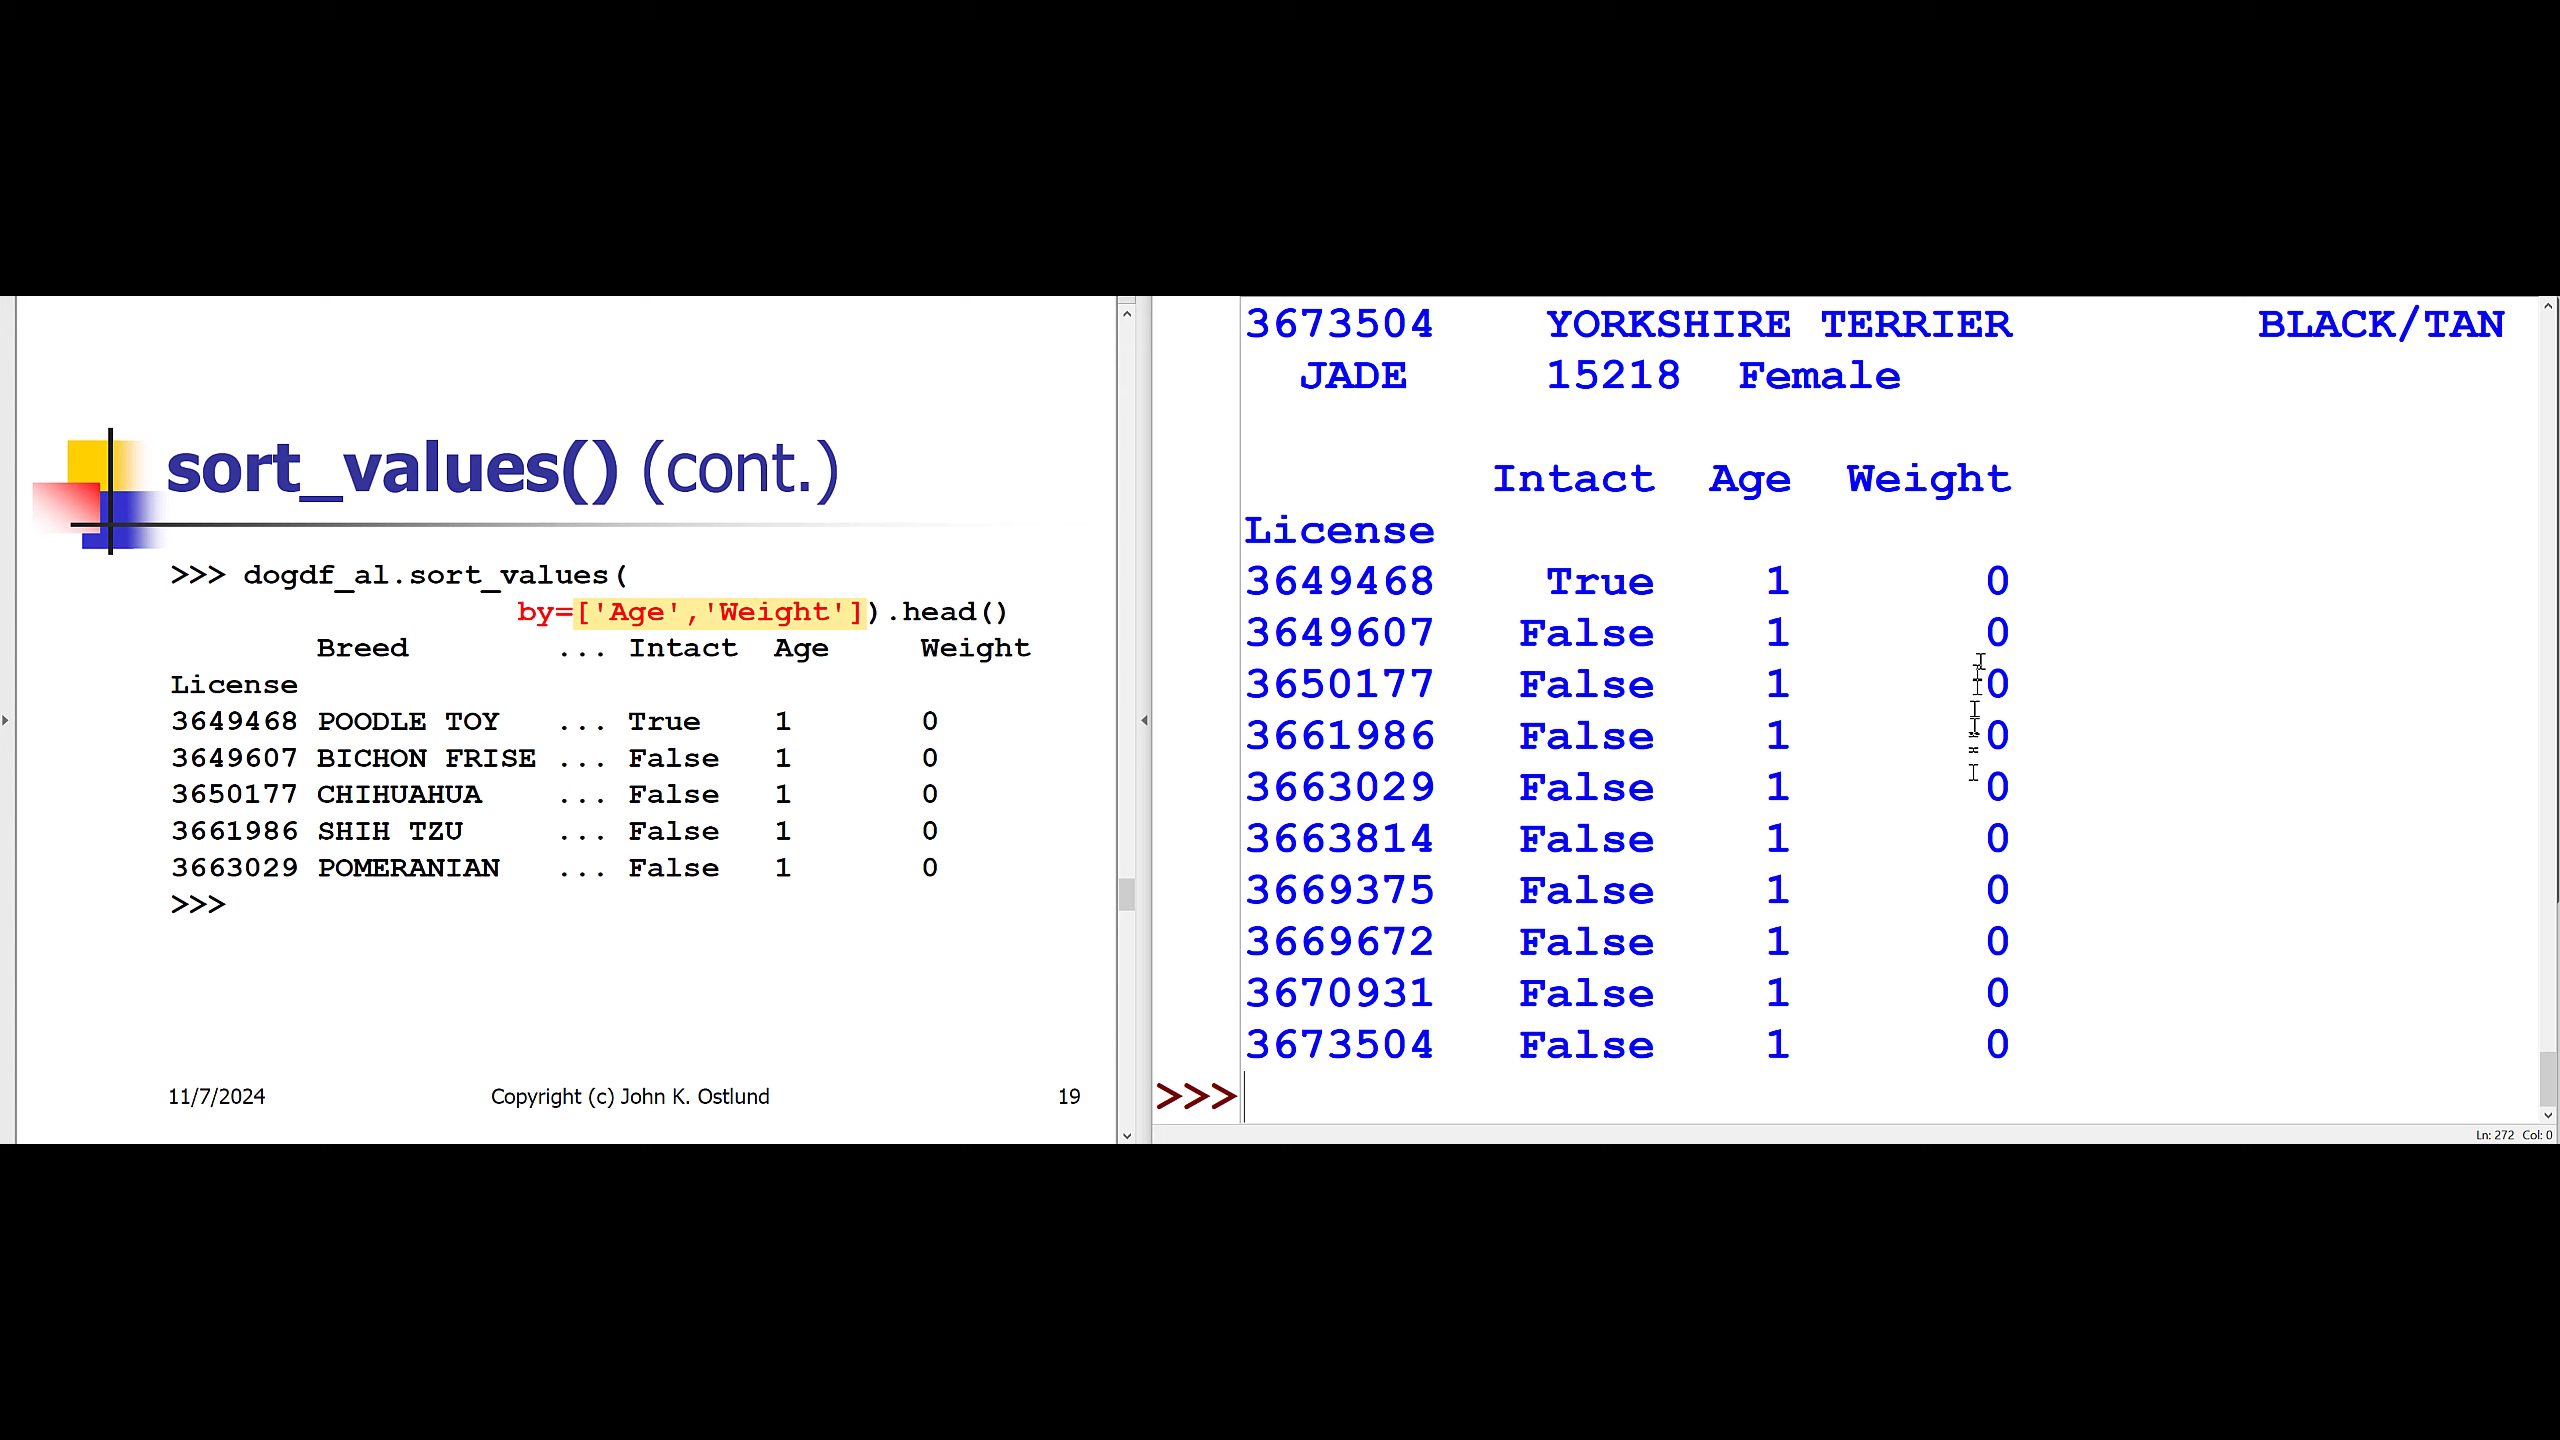 sort_values() (cont.)
>>> dogdf_al.sort_values(
by=['Age','Weight']).head()
Breed ... Intact Age Weight
License
3649468 POODLE TOY ... True 1 0
3649607 BICHON FRISE ... False 1 0
3650177 CHIHUAHUA ... False 1 0
3661986 SHIH TZU ... False 1 0
3663029 POMERANIAN ... False 1 0
>>>
11/7/2024 Copyright (c) John K. Ostlund 19
3673504 YORKSHIRE TERRIER BLACK/TAN
JADE 15218 Female
Intact Age Weight
License
3649468 True 1 0
3649607 False 1 0
3650177 False 1 0
3661986 False 1 0
3663029 False 1 0
3663814 False 1 0
3669375 False 1 0
3669672 False 1 0
3670931 False 1 0
3673504 False 1 0
>>>
Ln: 272 Col: 0